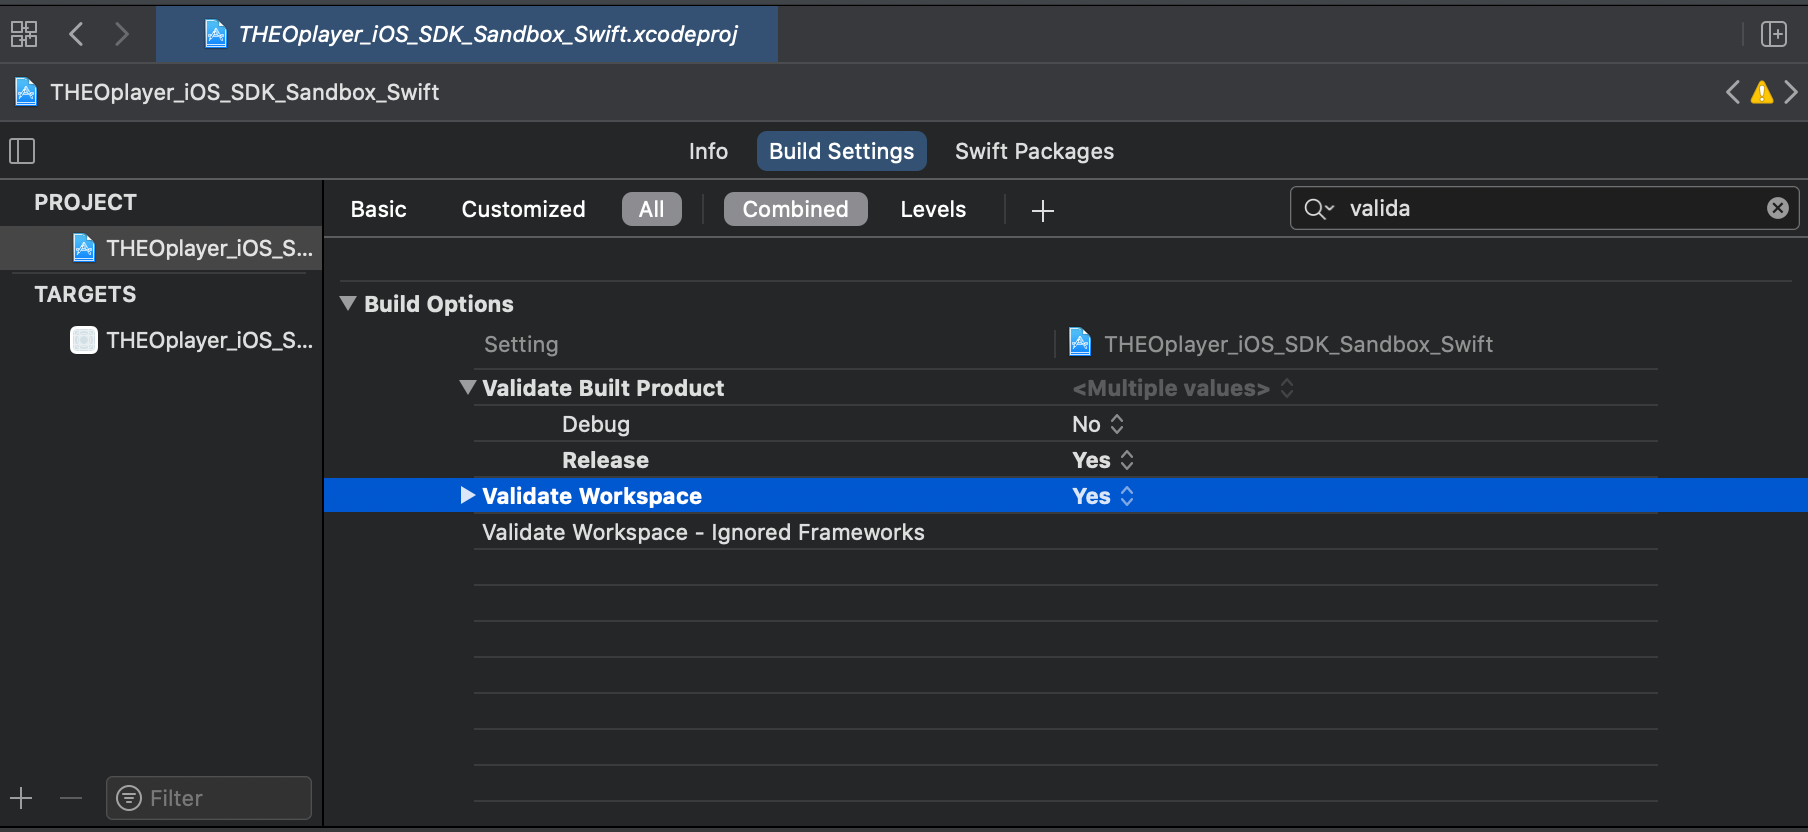 THEOplayer_iOS_SDK_Sandbox_Swift.xcodeproj
THEOplayer_iOS_SDK_Sandbox_Swift
Info Build Settings Swift Packages
PROJECT
THEOplayer_iOS_S...
TARGETS
THEOplayer_iOS_S...
Filter
Basic Customized All Combined Levels valida
Build Options
Setting THEOplayer_iOS_SDK_Sandbox_Swift
Validate Built Product <Multiple values>
Debug No
Release Yes
Validate Workspace Yes
Validate Workspace - Ignored Frameworks